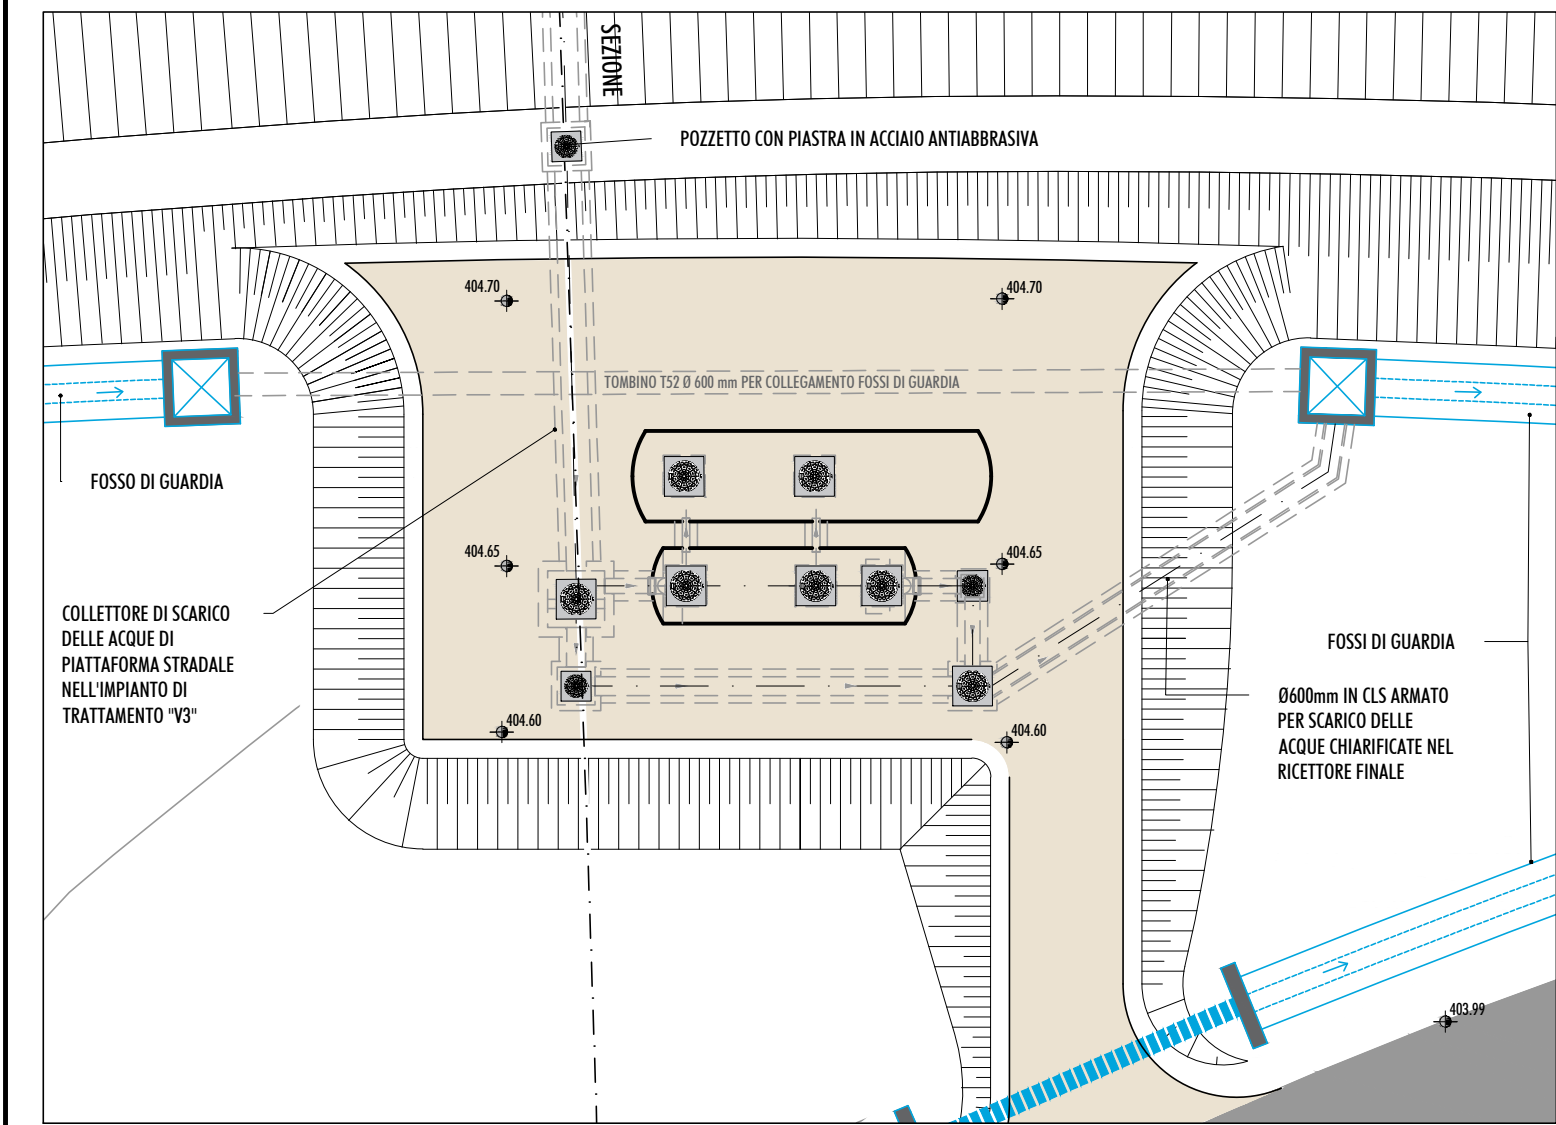 SEZIONE
POZZETTO CON PIASTRA IN ACCIAIO ANTIABBRASIVA
404.70
404.70
TOMBINO T52 Ø 600 mm PER COLLEGAMENTO FOSSI DI GUARDIA
FOSSO DI GUARDIA
404.65
404.65
COLLETTORE DI SCARICO
DELLE ACQUE DI
PIATTAFORMA STRADALE
NELL'IMPIANTO DI
TRATTAMENTO "V3"
FOSSI DI GUARDIA
Ø600mm IN CLS ARMATO
PER SCARICO DELLE
ACQUE CHIARIFICATE NEL
RICETTORE FINALE
404.60
404.60
403.99